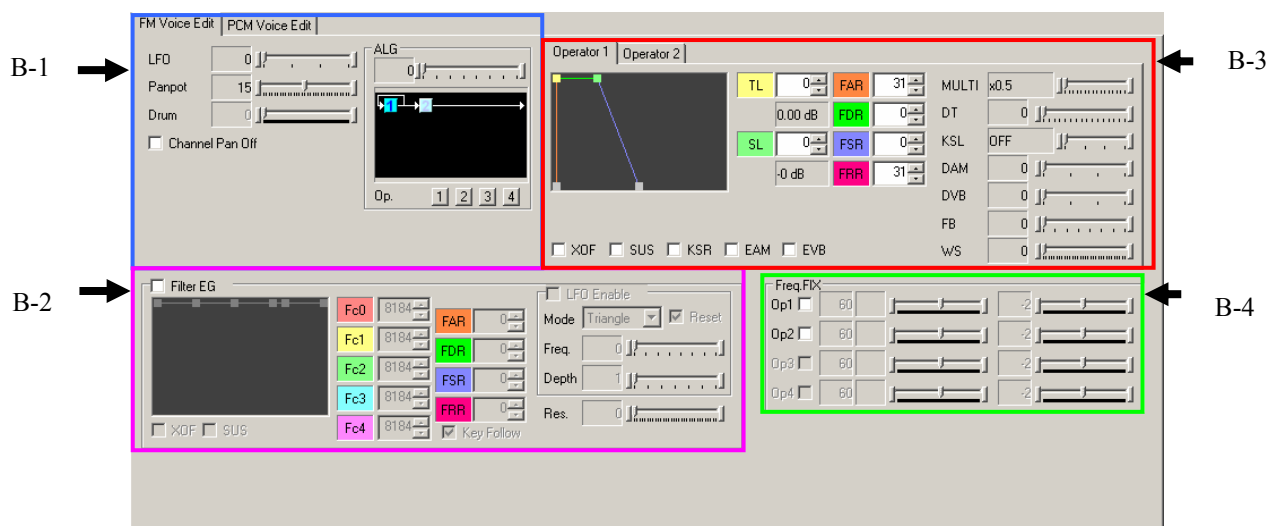 FM Voice Edit PCM Voice Edit
B-1
LFO 0
Panpot 15
Drum 0
Channel Pan Off
ALG
0
1 2
Op. 1 2 3 4
B-3
Operator 1 Operator 2
TL 0 FAR 31
0.00 dB FDR 0
SL 0 FSR 0
-0 dB FRR 31
MULTI x0.5
DT 0
KSL OFF
DAM 0
DVB 0
FB 0
WS 0
XOF SUS KSR EAM EVB
B-2
Filter EG
Fc0 8184
Fc1 8184
Fc2 8184
Fc3 8184
Fc4 8184
FAR 0
FDR 0
FSR 0
FRR 0
Key Follow
XOF SUS
LFO Enable
Mode Triangle Reset
Freq. 0
Depth 1
Res. 0
B-4
Freq.FIX
Op1 60 -2
Op2 60 -2
Op3 60 -2
Op4 60 -2